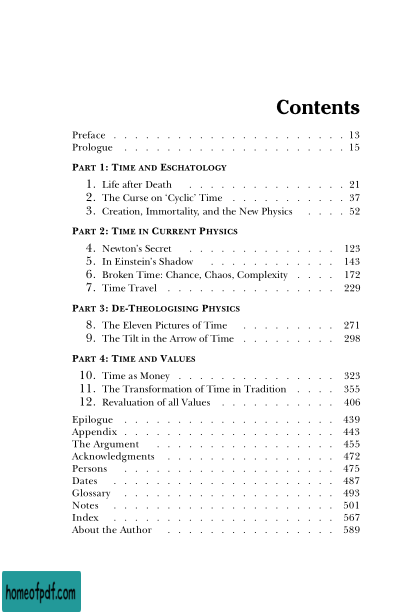 Contents
Preface . . . . . . . . . . . . . . . . . . . . . . 13
Prologue . . . . . . . . . . . . . . . . . . . . . 15
PART 1: TIME AND ESCHATOLOGY
1. Life after Death . . . . . . . . . . . . . . . 21
2. The Curse on ‘Cyclic’ Time . . . . . . . . . . . 37
3. Creation, Immortality, and the New Physics . . . . 52
PART 2: TIME IN CURRENT PHYSICS
4. Newton’s Secret . . . . . . . . . . . . . . 123
5. In Einstein’s Shadow . . . . . . . . . . . . 143
6. Broken Time: Chance, Chaos, Complexity . . . . 172
7. Time Travel . . . . . . . . . . . . . . . . 229
PART 3: DE-THEOLOGISING PHYSICS
8. The Eleven Pictures of Time . . . . . . . . . 271
9. The Tilt in the Arrow of Time . . . . . . . . . 298
PART 4: TIME AND VALUES
10. Time as Money . . . . . . . . . . . . . . . 323
11. The Transformation of Time in Tradition . . . . 355
12. Revaluation of all Values . . . . . . . . . . . 406
Epilogue . . . . . . . . . . . . . . . . . . . . 439
Appendix . . . . . . . . . . . . . . . . . . . . 443
The Argument . . . . . . . . . . . . . . . . . 455
Acknowledgments . . . . . . . . . . . . . . . . 472
Persons . . . . . . . . . . . . . . . . . . . . 475
Dates . . . . . . . . . . . . . . . . . . . . . 487
Glossary . . . . . . . . . . . . . . . . . . . . 493
Notes . . . . . . . . . . . . . . . . . . . . . 501
Index . . . . . . . . . . . . . . . . . . . . . 567
About the Author . . . . . . . . . . . . . . . . 589
homeofpdf.com